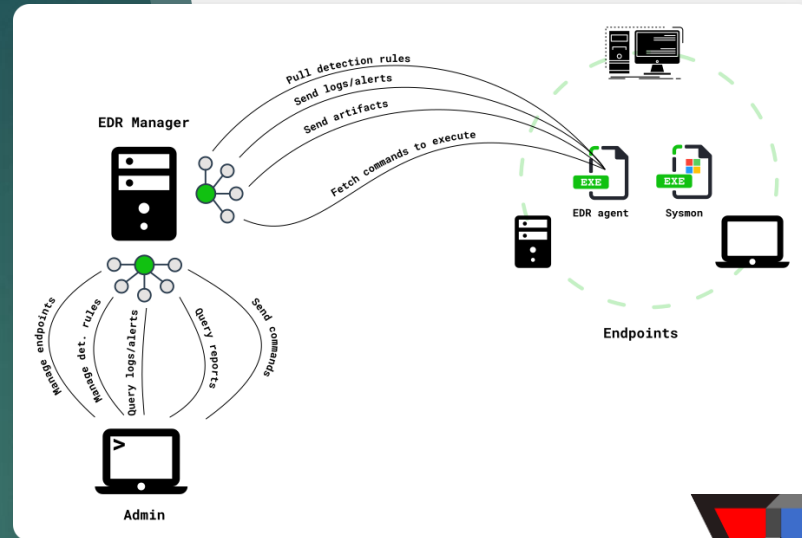 Pull detection rules
Send logs/alerts
Send artifacts
Fetch commands to execute
EDR Manager
EXE
EXE
EDR agent
Sysmon
Endpoints
Manage endpoints
Manage det. rules
Query logs/alerts
Query reports
Send commands
>
Admin